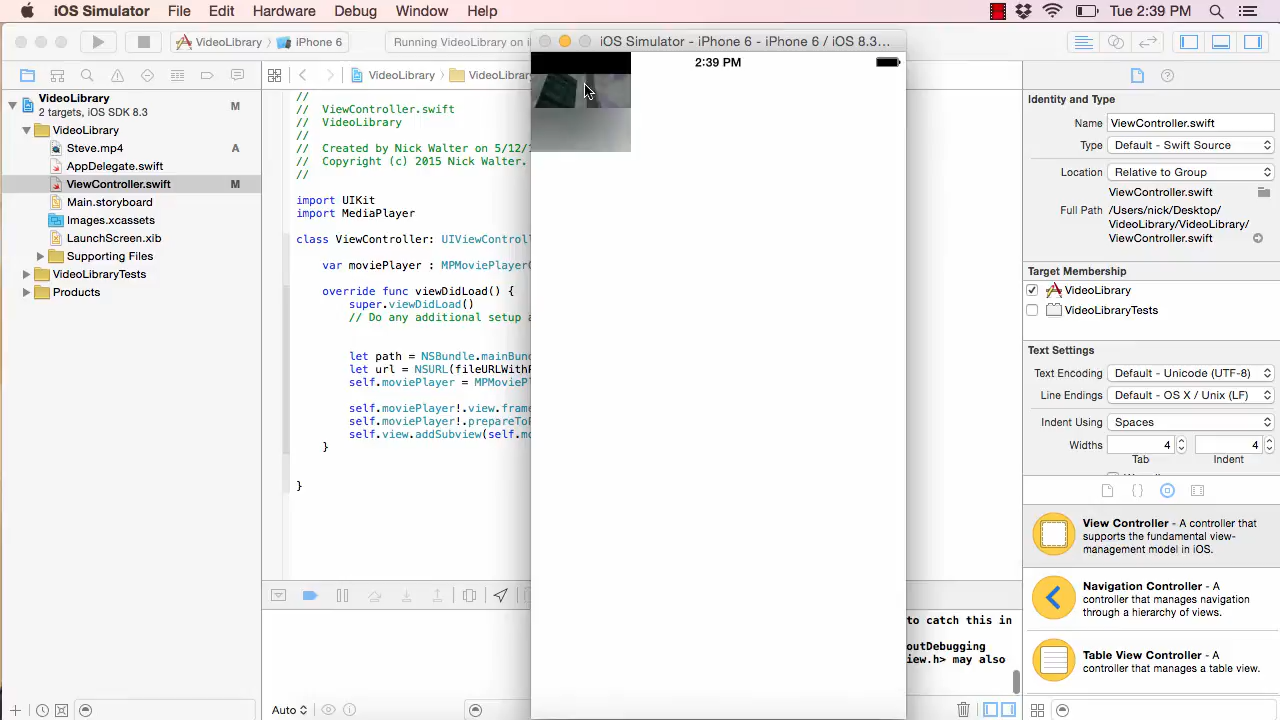 iOS Simulator File Edit Hardware Debug Window Help Tue 2:39 PM
VideoLibrary iPhone 6 Running VideoLibrary on i
iOS Simulator - iPhone 6 - iPhone 6 / iOS 8.3...
2:39 PM
VideoLibrary
2 targets, iOS SDK 8.3
M
VideoLibrary
Steve.mp4 A
AppDelegate.swift
ViewController.swift M
Main.storyboard
Images.xcassets
LaunchScreen.xib
Supporting Files
VideoLibraryTests
Products
VideoLibrary VideoLibrar
//
// ViewController.swift
// VideoLibrary
//
// Created by Nick Walter on 5/12/
// Copyright (c) 2015 Nick Walter.
//
import UIKit
import MediaPlayer
class ViewController: UIViewControl
var moviePlayer : MPMoviePlayer
override func viewDidLoad() {
super.viewDidLoad()
// Do any additional setup a
let path = NSBundle.mainBun
let url = NSURL(fileURLWithP
self.moviePlayer = MPMoviePl
self.moviePlayer!.view.frame
self.moviePlayer!.prepareToP
self.view.addSubview(self.mo
}
}
Auto
to catch this in
outDebugging
iew.h> may also
Identity and Type
Name ViewController.swift
Type Default - Swift Source
Location Relative to Group
ViewController.swift
Full Path /Users/nick/Desktop/
VideoLibrary/VideoLibrary/
ViewController.swift
Target Membership
VideoLibrary
VideoLibraryTests
Text Settings
Text Encoding Default - Unicode (UTF-8)
Line Endings Default - OS X / Unix (LF)
Indent Using Spaces
Widths 4 4
Tab Indent
View Controller - A controller that
supports the fundamental view-
management model in iOS.
Navigation Controller - A
controller that manages navigation
through a hierarchy of views.
Table View Controller - A
controller that manages a table view.